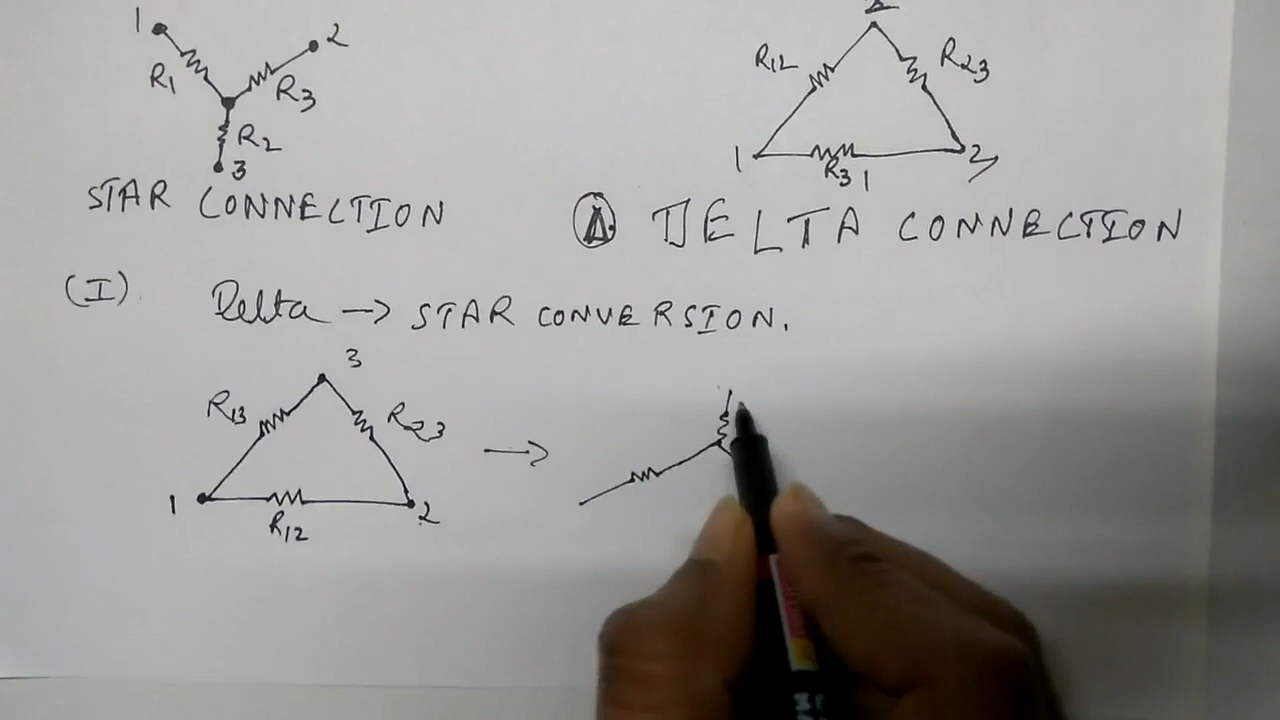 1 2
R1 R3
R2
3
STAR CONNECTION
2
R12 R23
1 2
R31
Δ DELTA CONNECTION
(I). Delta -> STAR CONVERSION.
3
R13 R23
1 2
R12